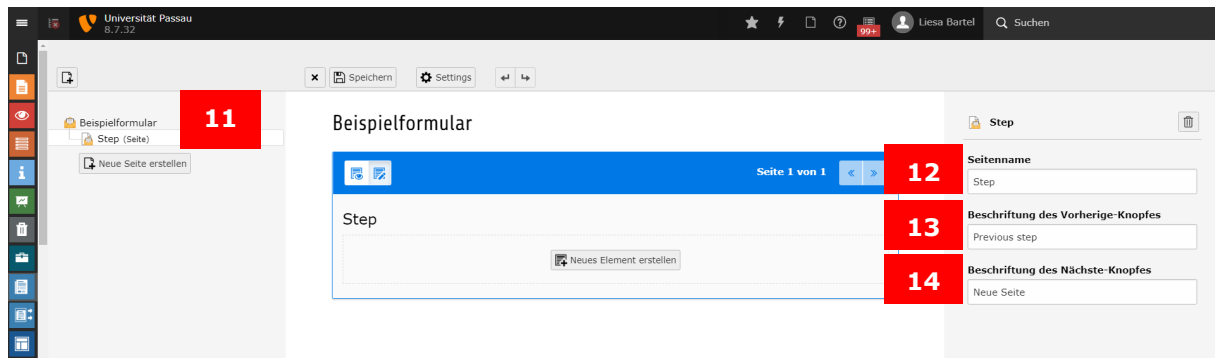 Universität Passau
8.7.32
99+
Liesa Bartel
Suchen
Speichern
Settings
Beispielformular
Step (Seite)
Neue Seite erstellen
11
Beispielformular
Seite 1 von 1
Step
Neues Element erstellen
Step
12
Seitenname
Step
13
Beschriftung des Vorherige-Knopfes
Previous step
14
Beschriftung des Nächste-Knopfes
Neue Seite